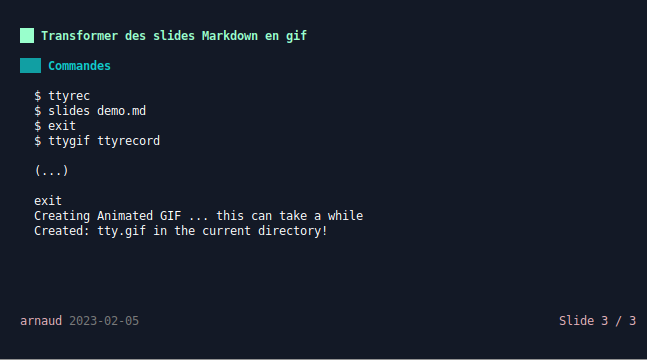 Transformer des slides Markdown en gif
Commandes
$ ttyrec
$ slides demo.md
$ exit
$ ttygif ttyrecord
(...)
exit
Creating Animated GIF ... this can take a while
Created: tty.gif in the current directory!
arnaud 2023-02-05
Slide 3 / 3